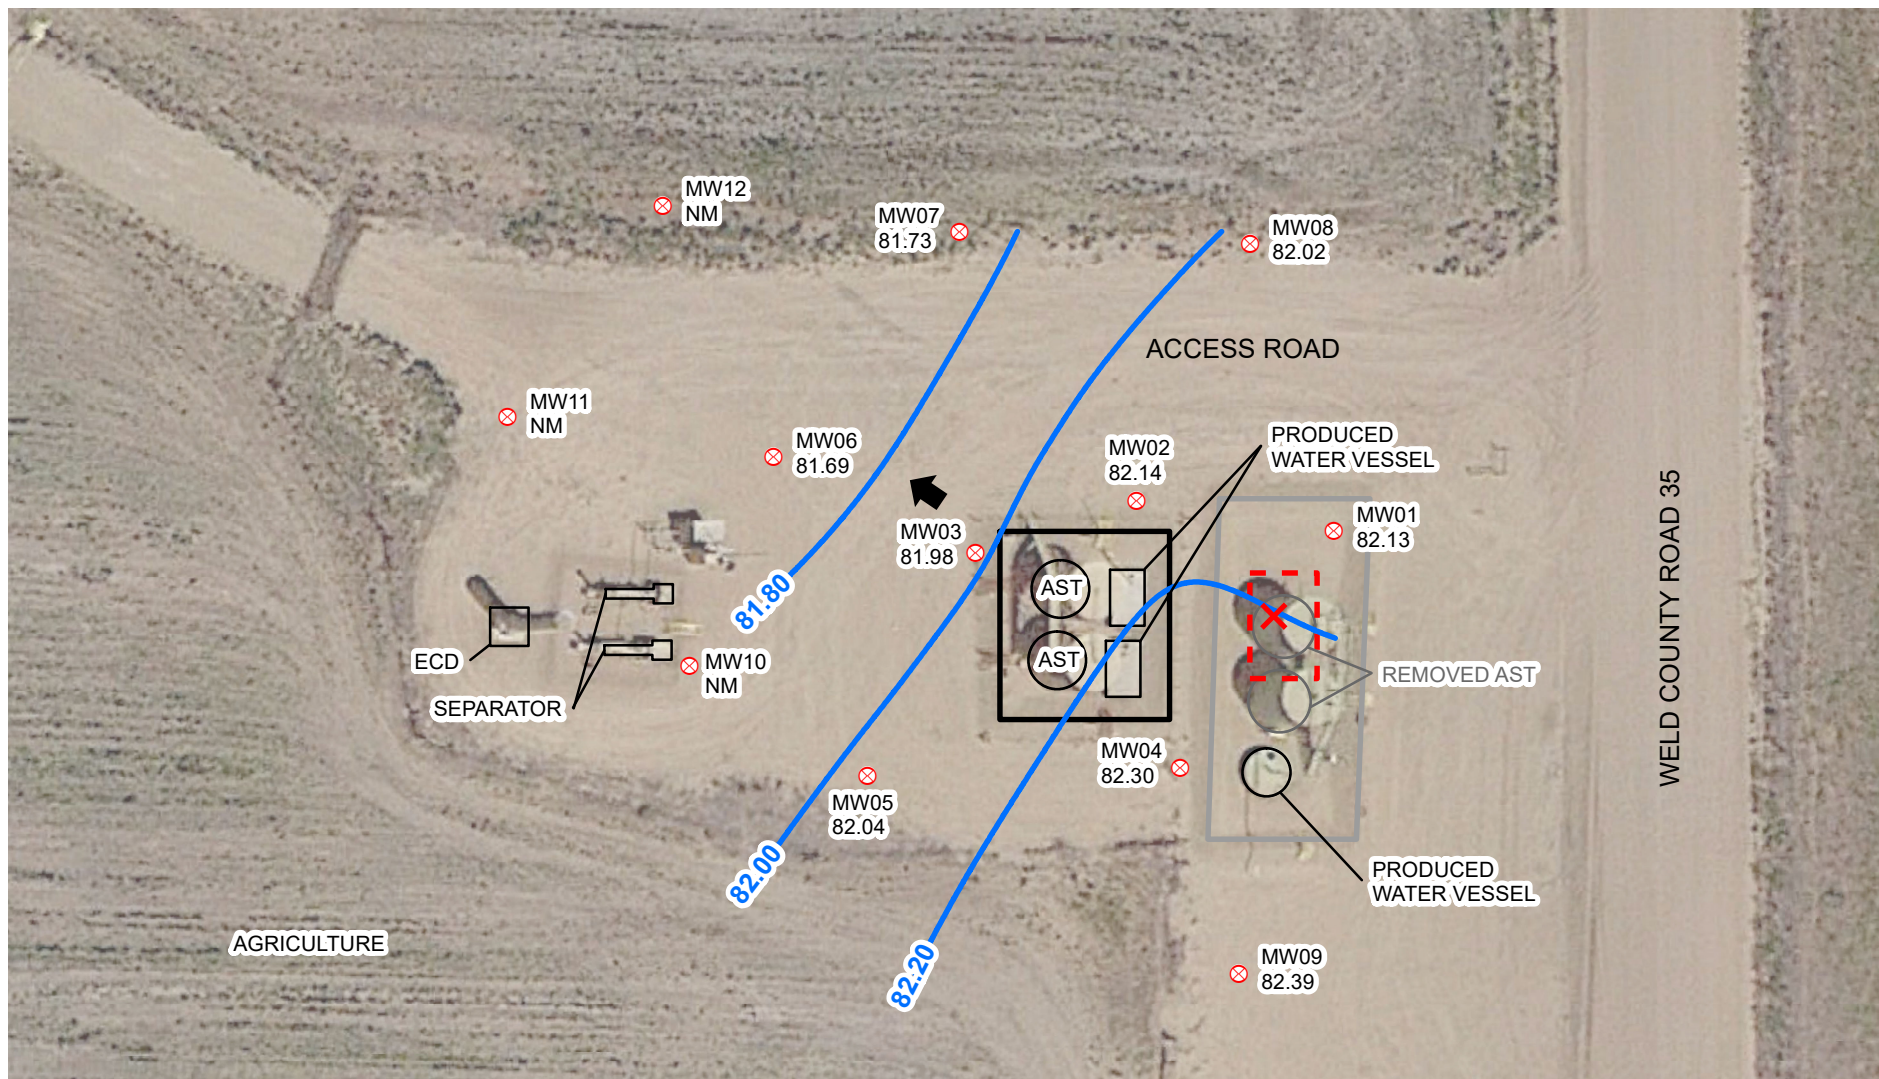 MW12
NM
MW07
81.73
MW08
82.02
ACCESS ROAD
MW11
NM
MW06
81.69
MW02
82.14
PRODUCED
WATER VESSEL
MW03
81.98
MW01
82.13
WELD COUNTY ROAD 35
AST
81.80
ECD
MW10
NM
AST
REMOVED AST
SEPARATOR
MW04
82.30
MW05
82.04
82.00
PRODUCED
WATER VESSEL
AGRICULTURE
82.20
MW09
82.39